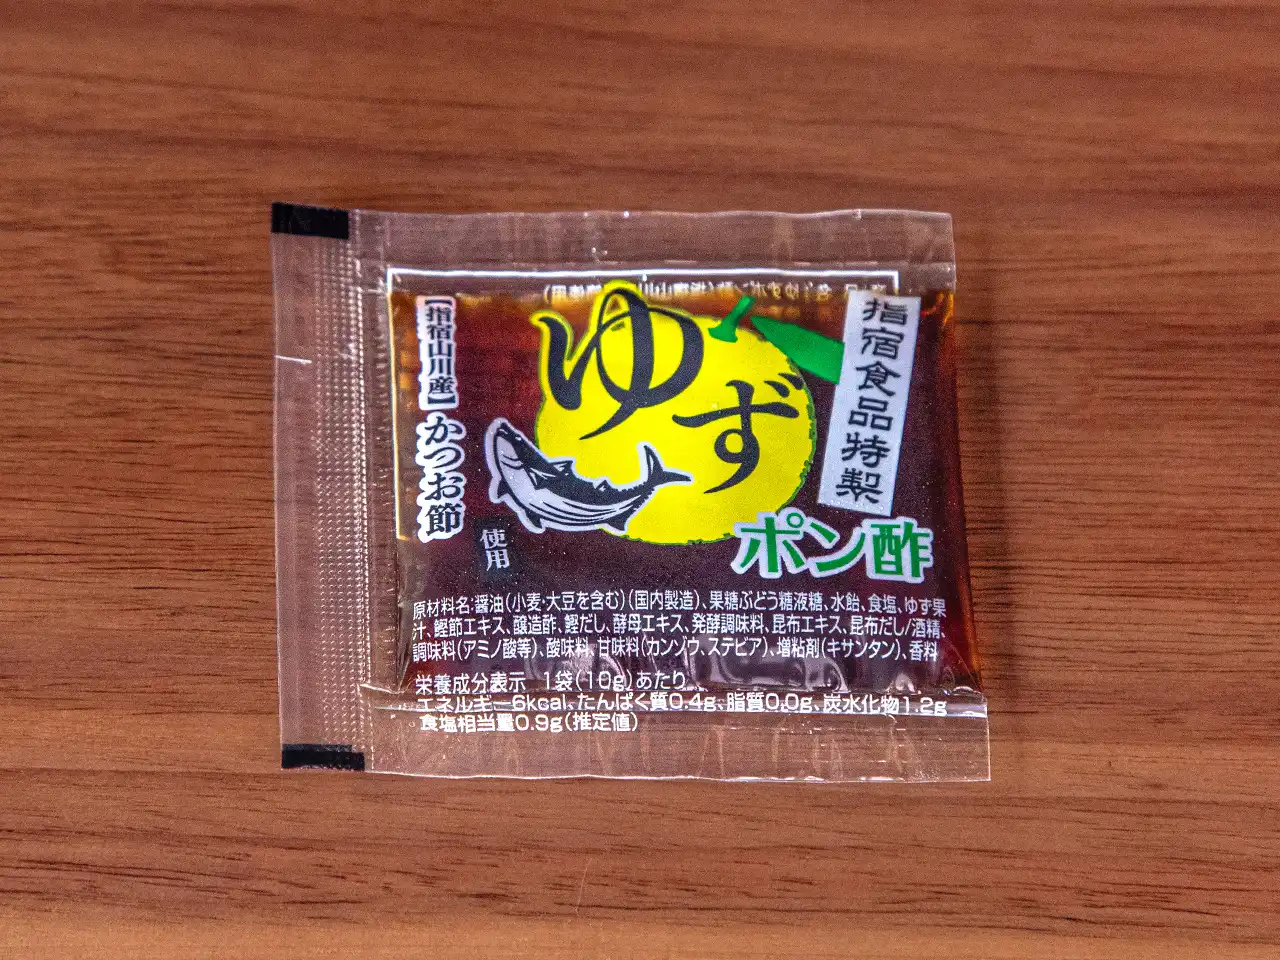 指宿食品特製
ゆず
ポン酢
【指宿山川産】かつお節
使用
原材料名:醤油(小麦・大豆を含む)(国内製造)、果糖ぶどう糖液糖、水飴、食塩、ゆず果
汁、鰹節エキス、醸造酢、鰹だし、酵母エキス、発酵調味料、昆布エキス、昆布だし/酒精、
調味料(アミノ酸等)、酸味料、甘味料(カンゾウ、ステビア)、増粘剤(キサンタン)、香料
栄養成分表示 1袋(10g)あたり
エネルギー6kcal、たんぱく質0.4g、脂質0.0g、炭水化物1.2g
食塩相当量0.9g(推定値)